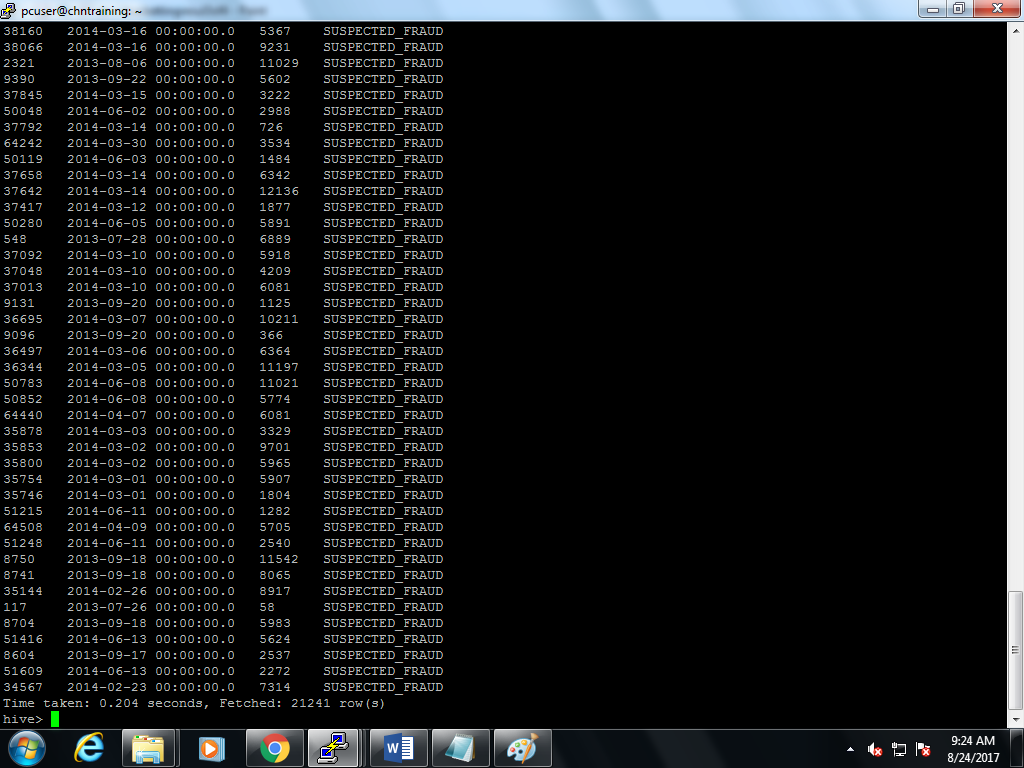 pcuser@chntraining: ~
38160 2014-03-16 00:00:00.0 5367 SUSPECTED_FRAUD
38066 2014-03-16 00:00:00.0 9231 SUSPECTED_FRAUD
2321 2013-08-06 00:00:00.0 11029 SUSPECTED_FRAUD
9390 2013-09-22 00:00:00.0 5602 SUSPECTED_FRAUD
37845 2014-03-15 00:00:00.0 3222 SUSPECTED_FRAUD
50048 2014-06-02 00:00:00.0 2988 SUSPECTED_FRAUD
37792 2014-03-14 00:00:00.0 726 SUSPECTED_FRAUD
64242 2014-03-30 00:00:00.0 3534 SUSPECTED_FRAUD
50119 2014-06-03 00:00:00.0 1484 SUSPECTED_FRAUD
37658 2014-03-14 00:00:00.0 6342 SUSPECTED_FRAUD
37642 2014-03-14 00:00:00.0 12136 SUSPECTED_FRAUD
37417 2014-03-12 00:00:00.0 1877 SUSPECTED_FRAUD
50280 2014-06-05 00:00:00.0 5891 SUSPECTED_FRAUD
548 2013-07-28 00:00:00.0 6889 SUSPECTED_FRAUD
37092 2014-03-10 00:00:00.0 5918 SUSPECTED_FRAUD
37048 2014-03-10 00:00:00.0 4209 SUSPECTED_FRAUD
37013 2014-03-10 00:00:00.0 6081 SUSPECTED_FRAUD
9131 2013-09-20 00:00:00.0 1125 SUSPECTED_FRAUD
36695 2014-03-07 00:00:00.0 10211 SUSPECTED_FRAUD
9096 2013-09-20 00:00:00.0 366 SUSPECTED_FRAUD
36497 2014-03-06 00:00:00.0 6364 SUSPECTED_FRAUD
36344 2014-03-05 00:00:00.0 11197 SUSPECTED_FRAUD
50783 2014-06-08 00:00:00.0 11021 SUSPECTED_FRAUD
50852 2014-06-08 00:00:00.0 5774 SUSPECTED_FRAUD
64440 2014-04-07 00:00:00.0 6081 SUSPECTED_FRAUD
35878 2014-03-03 00:00:00.0 3329 SUSPECTED_FRAUD
35853 2014-03-02 00:00:00.0 9701 SUSPECTED_FRAUD
35800 2014-03-02 00:00:00.0 5965 SUSPECTED_FRAUD
35754 2014-03-01 00:00:00.0 5907 SUSPECTED_FRAUD
35746 2014-03-01 00:00:00.0 1804 SUSPECTED_FRAUD
51215 2014-06-11 00:00:00.0 1282 SUSPECTED_FRAUD
64508 2014-04-09 00:00:00.0 5705 SUSPECTED_FRAUD
51248 2014-06-11 00:00:00.0 2540 SUSPECTED_FRAUD
8750 2013-09-18 00:00:00.0 11542 SUSPECTED_FRAUD
8741 2013-09-18 00:00:00.0 8065 SUSPECTED_FRAUD
35144 2014-02-26 00:00:00.0 8917 SUSPECTED_FRAUD
117 2013-07-26 00:00:00.0 58 SUSPECTED_FRAUD
8704 2013-09-18 00:00:00.0 5983 SUSPECTED_FRAUD
51416 2014-06-13 00:00:00.0 5624 SUSPECTED_FRAUD
8604 2013-09-17 00:00:00.0 2537 SUSPECTED_FRAUD
51609 2014-06-13 00:00:00.0 2272 SUSPECTED_FRAUD
34567 2014-02-23 00:00:00.0 7314 SUSPECTED_FRAUD
Time taken: 0.204 seconds, Fetched: 21241 row(s)
hive>
9:24 AM
8/24/2017